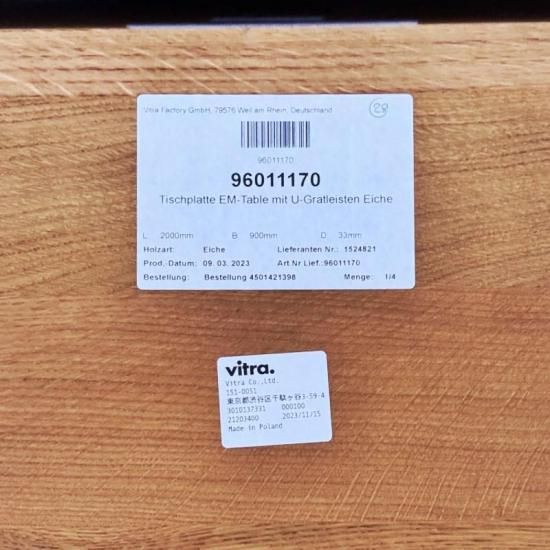 Vitra Factory GmbH, 79576 Weil am Rhein, Deutschland
28
96011170
96011170
Tischplatte EM-Table mit U-Gratleisten Eiche
L 2000mm B 900mm D 33mm
Holzart: Eiche Lieferanten Nr.: 1524821
Prod.-Datum: 09. 03. 2023 Art.Nr.Lief.:96011170
Bestellung: Bestellung 4501421398 Menge: 1/4
vitra.
Vitra Co.,Ltd.
151-0051
東京都渋谷区千駄ヶ谷3-59-4
3010137331 000100
21203400 2023/11/15
Made in Poland